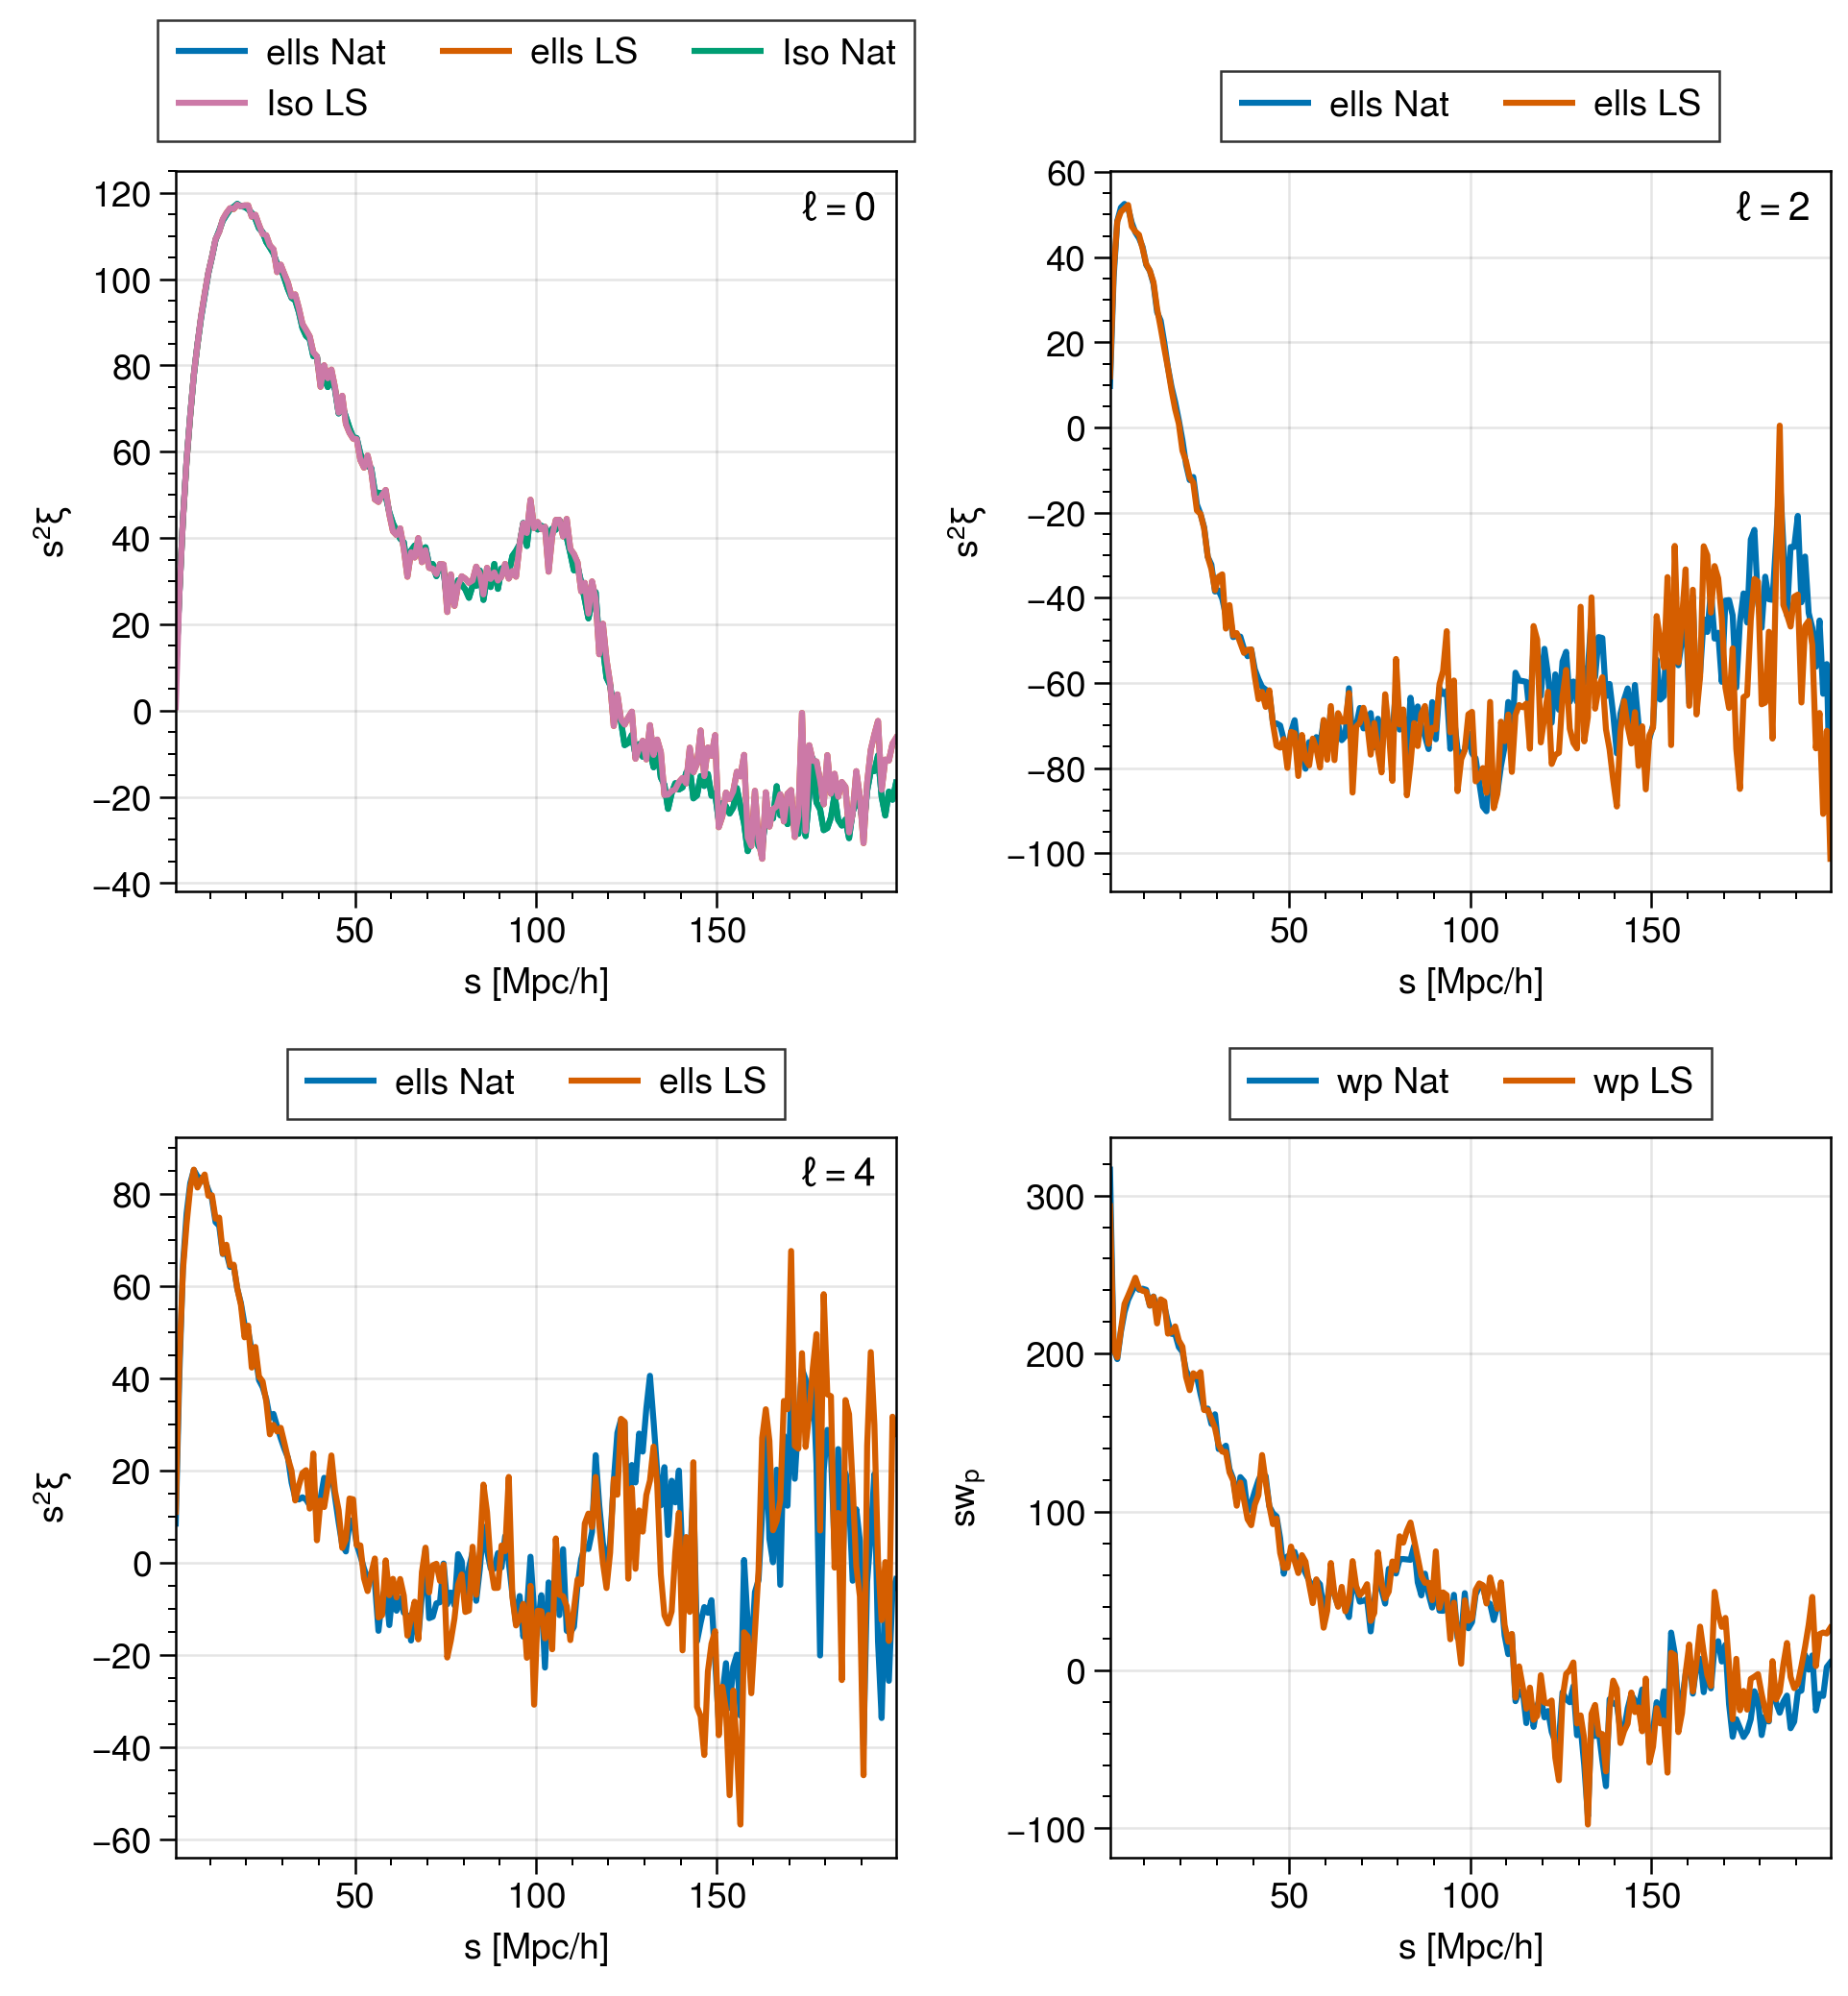 ells Nat ells LS Iso Nat
Iso LS
ells Nat ells LS
ℓ = 0
120
100
80
60
40
20
0
−20
−40
s²ξ
50 100 150
s [Mpc/h]
ℓ = 2
60
40
20
0
−20
−40
−60
−80
−100
s²ξ
50 100 150
s [Mpc/h]
ells Nat ells LS
wp Nat wp LS
ℓ = 4
80
60
40
20
0
−20
−40
−60
s²ξ
50 100 150
s [Mpc/h]
300
200
100
0
−100
swₚ
50 100 150
s [Mpc/h]